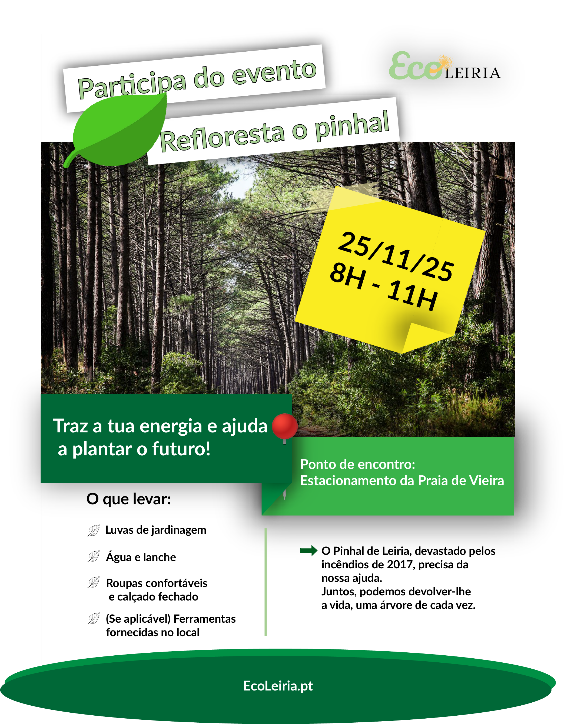 Participa do evento
EcoLEIRIA
Refloresta o pinhal
25/11/25
8H - 11H
Traz a tua energia e ajuda
a plantar o futuro!
Ponto de encontro:
Estacionamento da Praia de Vieira
O que levar:
Luvas de jardinagem
Água e lanche
Roupas confortáveis
e calçado fechado
(Se aplicável) Ferramentas
fornecidas no local
O Pinhal de Leiria, devastado pelos
incêndios de 2017, precisa da
nossa ajuda.
Juntos, podemos devolver-lhe
a vida, uma árvore de cada vez.
EcoLeiria.pt